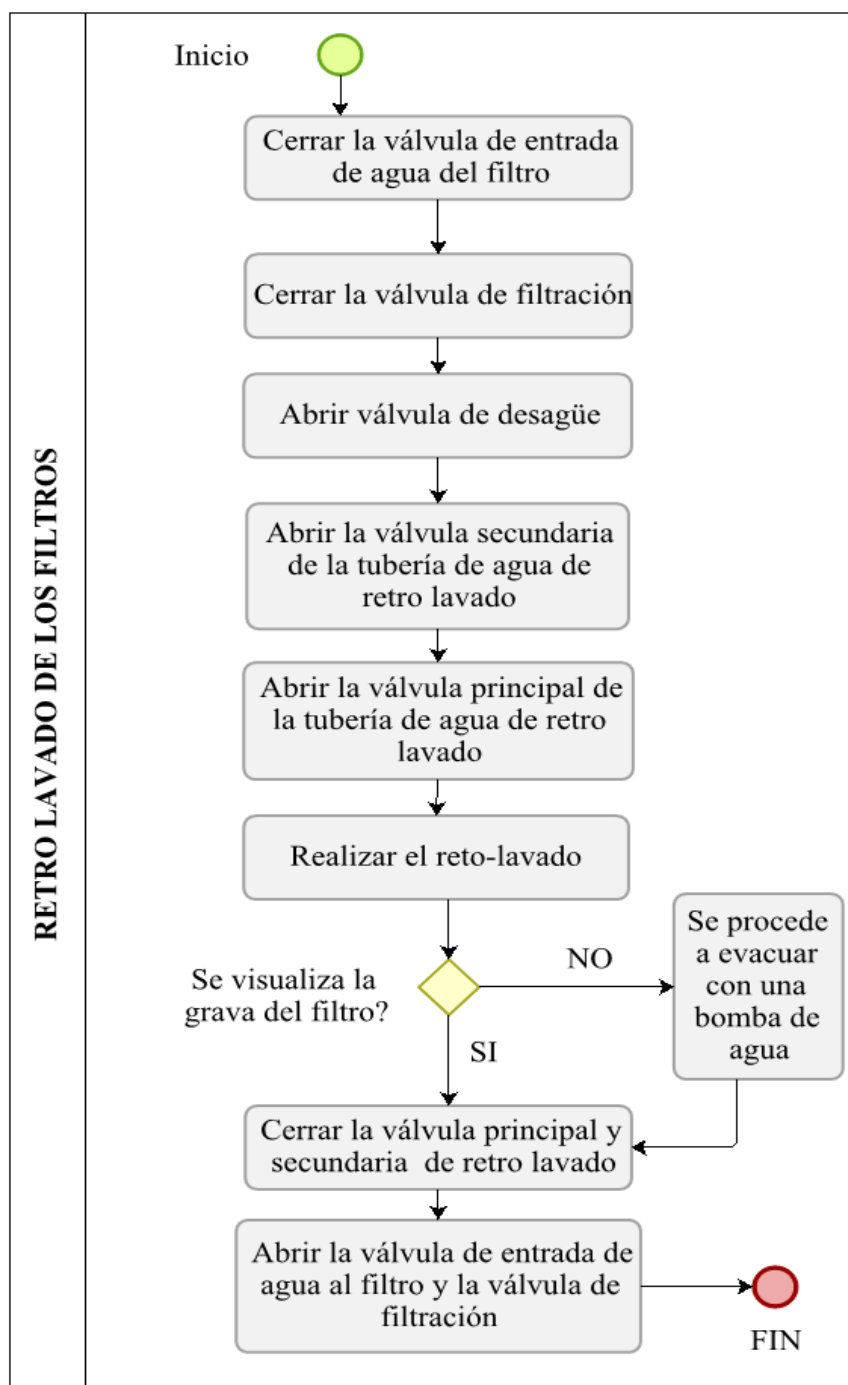 RETRO LAVADO DE LOS FILTROS
Inicio
Cerrar la válvula de entrada
de agua del filtro
Cerrar la válvula de filtración
Abrir válvula de desagüe
Abrir la válvula secundaria
de la tubería de agua de
retro lavado
Abrir la válvula principal de
la tubería de agua de retro
lavado
Realizar el reto-lavado
Se visualiza la
grava del filtro?
NO
Se procede
a evacuar
con una
bomba de
agua
SI
Cerrar la válvula principal y
secundaria de retro lavado
Abrir la válvula de entrada de
agua al filtro y la válvula de
filtración
FIN